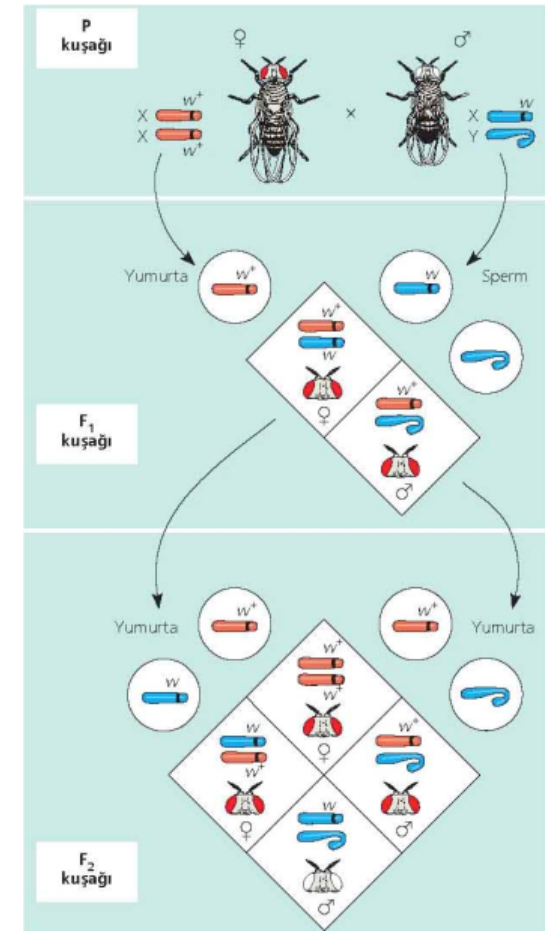 P
kuşağı
♀
♂
w⁺
X
X
w⁺
×
w
X
Y
Yumurta
w⁺
w
Sperm
w⁺
w
♀
w⁺
♂
F₁
kuşağı
Yumurta
w⁺
w⁺
Yumurta
w
w⁺
w⁺
♀
w
w⁺
♀
w⁺
♂
w
♂
F₂
kuşağı